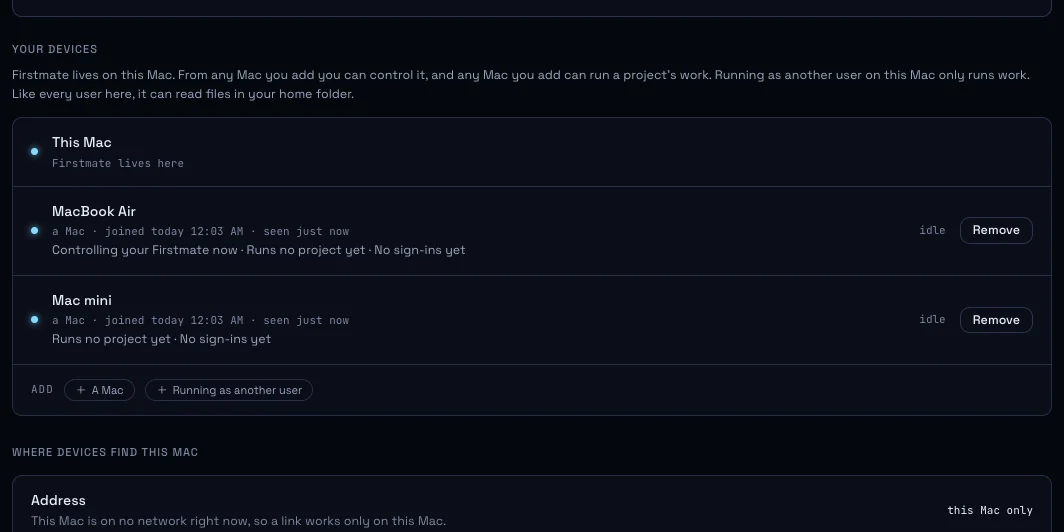 YOUR DEVICES
Firstmate lives on this Mac. From any Mac you add you can control it, and any Mac you add can run a project's work. Running as another user on this Mac only runs work.
Like every user here, it can read files in your home folder.
This Mac
Firstmate lives here
MacBook Air
a Mac · joined today 12:03 AM · seen just now
Controlling your Firstmate now · Runs no project yet · No sign-ins yet
idle
Remove
Mac mini
a Mac · joined today 12:03 AM · seen just now
Runs no project yet · No sign-ins yet
idle
Remove
ADD
+ A Mac
+ Running as another user
WHERE DEVICES FIND THIS MAC
Address
This Mac is on no network right now, so a link works only on this Mac.
this Mac only